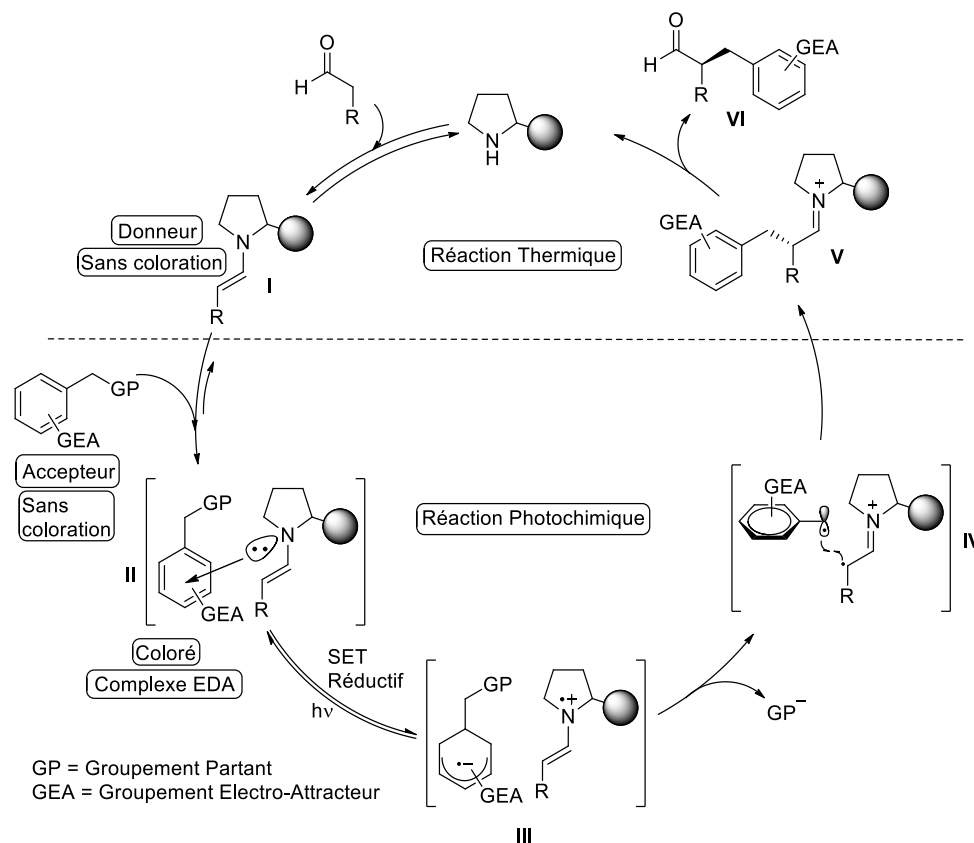 O
H
R
N
H
O
H
R
GEA
VI
N
+
GEA
R
V
Donneur
Sans coloration
N
R
I
Réaction Thermique
GP
GEA
Accepteur
Sans
coloration
GP
N
II
GEA
R
Coloré
Complexe EDA
Réaction Photochimique
GEA
N
+
R
IV
SET
Réductif
hν
GP
N
•+
•–
GEA
R
III
GP–
GP = Groupement Partant
GEA = Groupement Electro-Attracteur